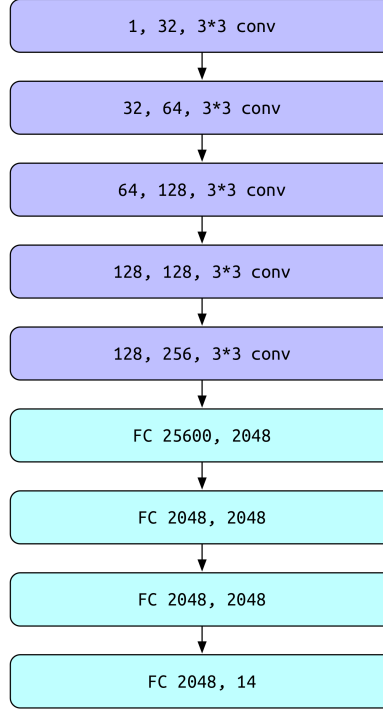 1, 32, 3*3 conv
32, 64, 3*3 conv
64, 128, 3*3 conv
128, 128, 3*3 conv
128, 256, 3*3 conv
FC 25600, 2048
FC 2048, 2048
FC 2048, 2048
FC 2048, 14